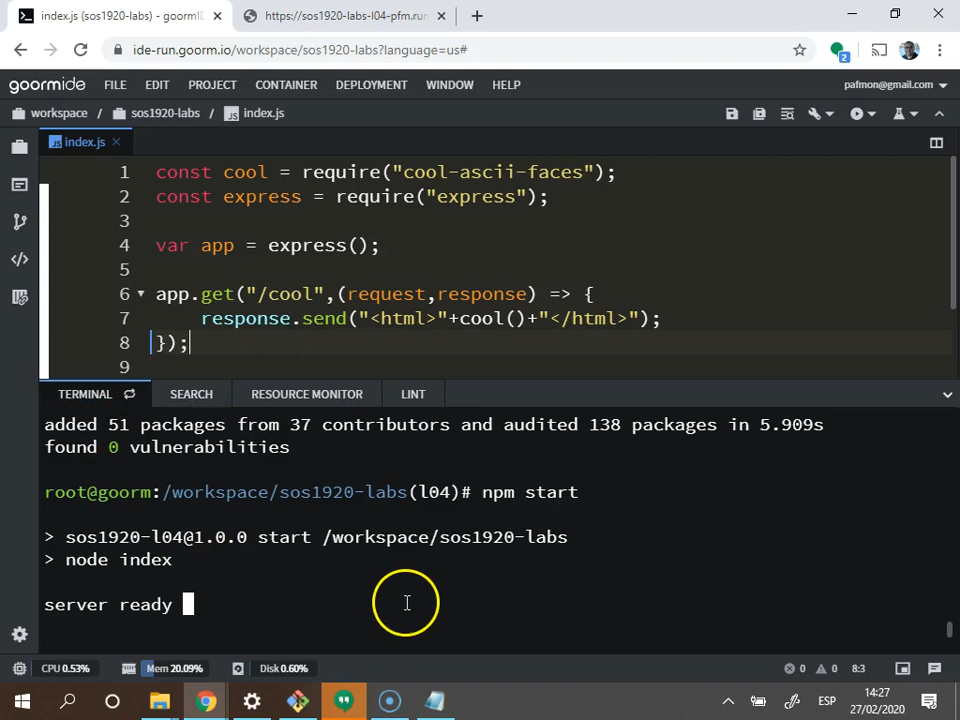 index.js (sos1920-labs) - goormID
https://sos1920-labs-l04-pfm.run
ide-run.goorm.io/workspace/sos1920-labs?language=us#
2
goormide FILE EDIT PROJECT CONTAINER DEPLOYMENT WINDOW HELP pafmon@gmail.com
workspace / sos1920-labs / index.js
index.js
1 const cool = require("cool-ascii-faces");
2 const express = require("express");
3
4 var app = express();
5
6 app.get("/cool",(request,response) => {
7 response.send("<html>"+cool()+"</html>");
8 });
9
TERMINAL SEARCH RESOURCE MONITOR LINT
added 51 packages from 37 contributors and audited 138 packages in 5.909s
found 0 vulnerabilities
root@goorm:/workspace/sos1920-labs(l04)# npm start
> sos1920-l04@1.0.0 start /workspace/sos1920-labs
> node index
server ready
CPU 0.53% Mem 20.09% Disk 0.60% 0 0 8:3
ESP
14:27
27/02/2020